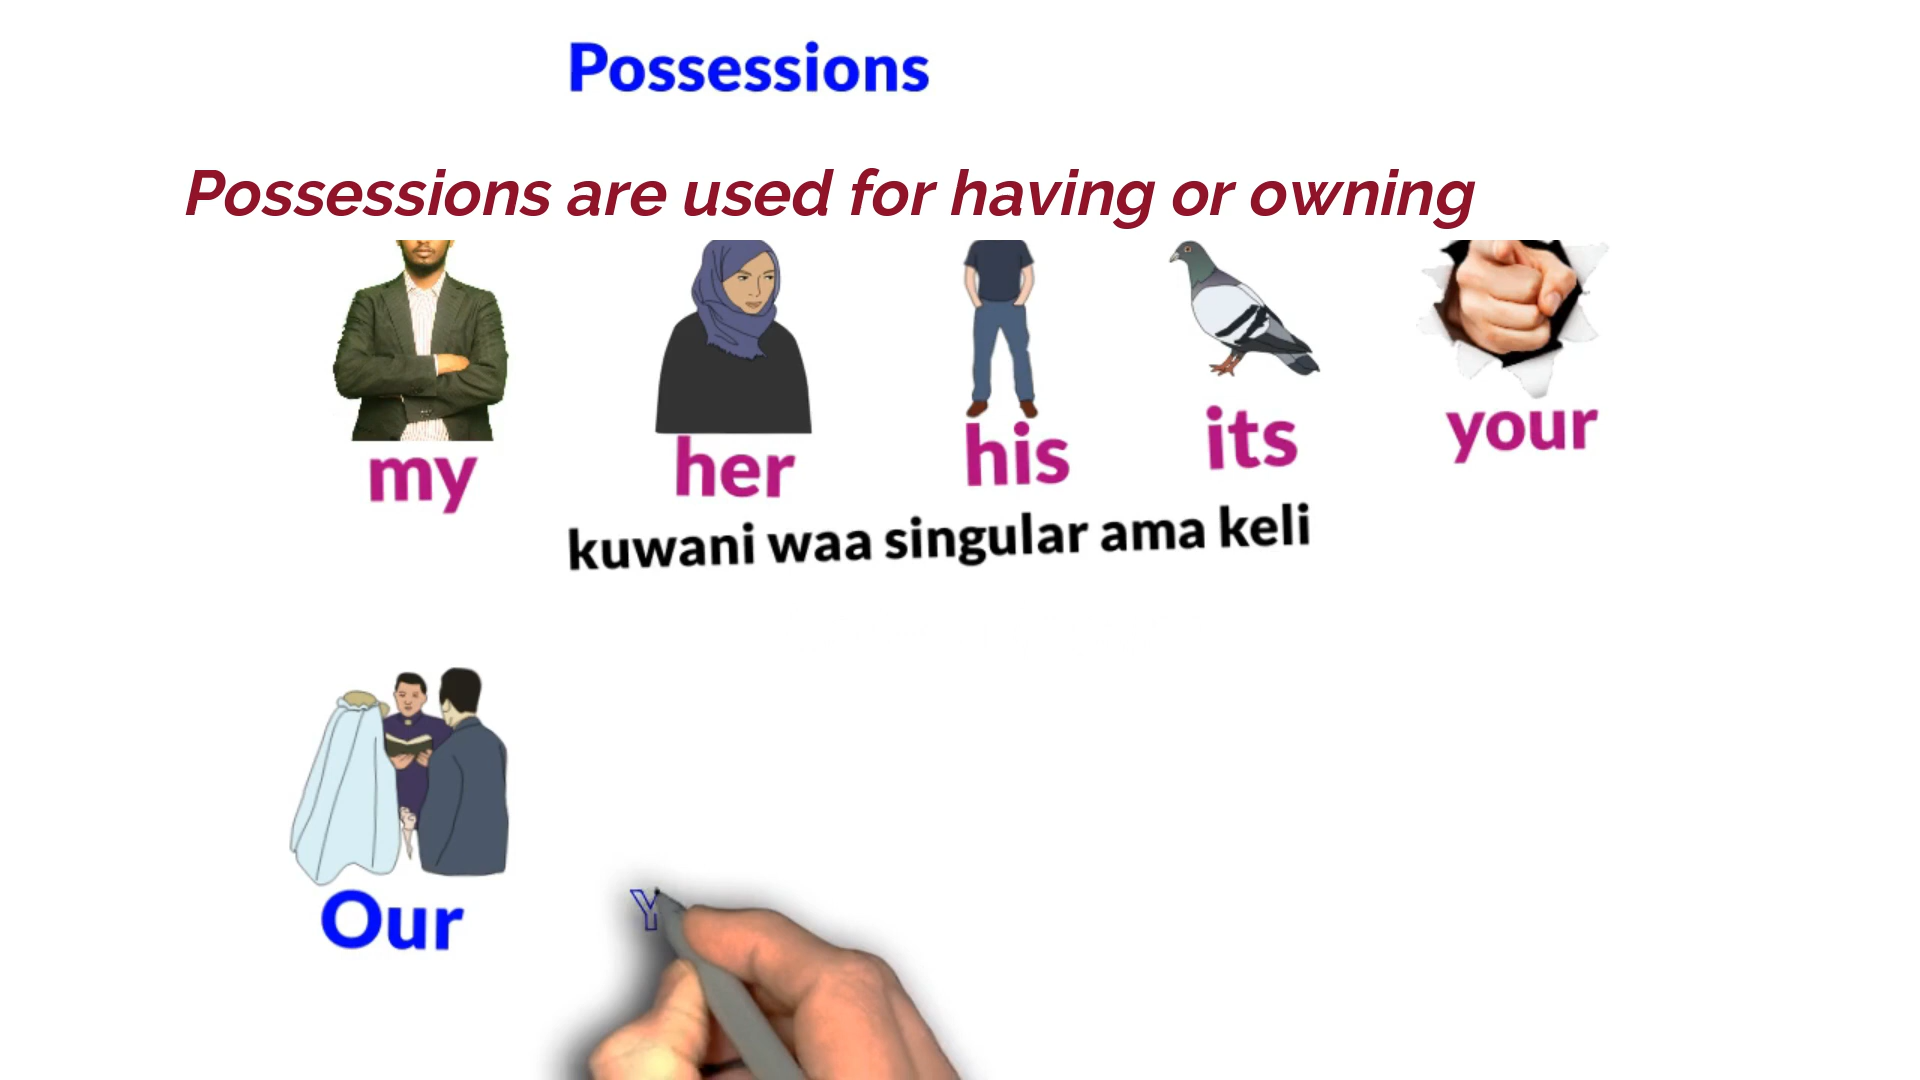 Possessions
Possessions are used for having or owning
my her his its your
kuwani waa singular ama keli
Our Y